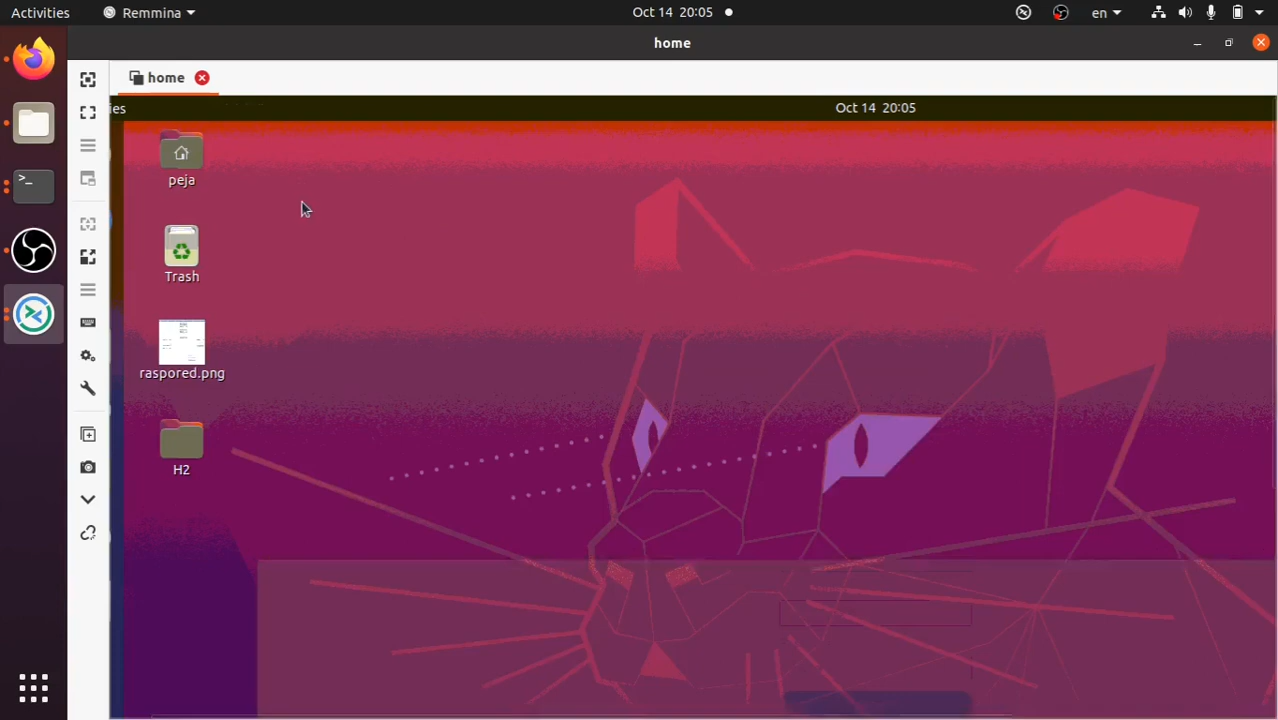 Activities
Remmina
Oct 14 20:05
en
home
home
ies
Oct 14 20:05
peja
Trash
raspored.png
H2